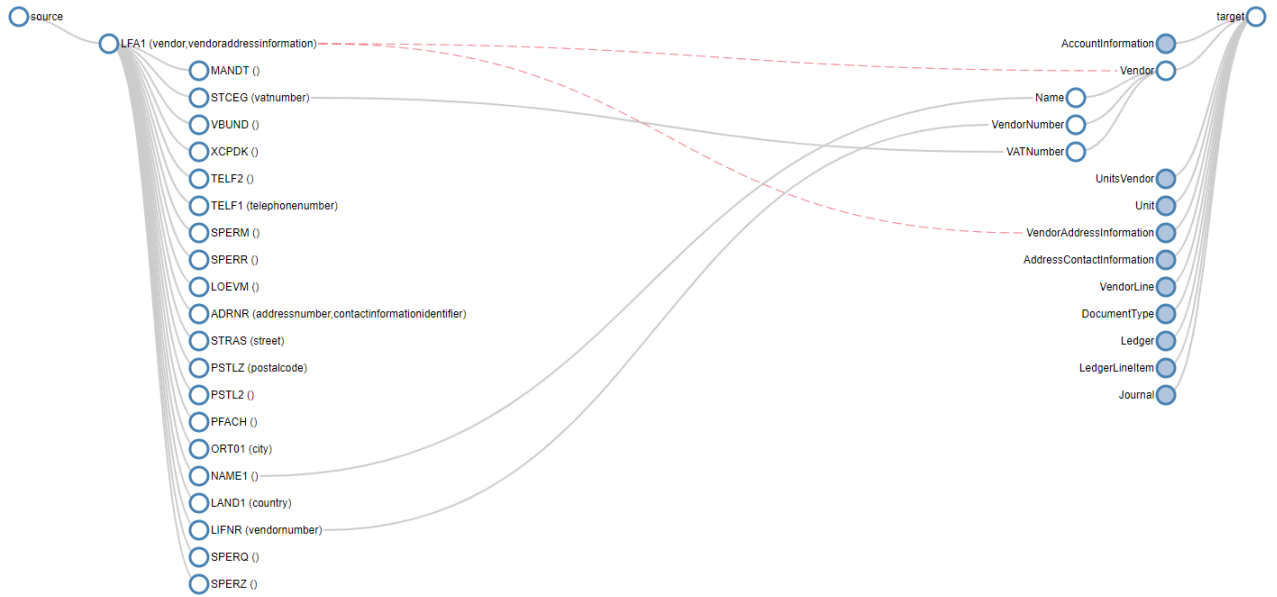 source
target
LFA1 (vendor,vendoraddressinformation)
AccountInformation
MANDT ()
Vendor
STCEG (vatnumber)
Name
VBUND ()
VendorNumber
XCPDK ()
VATNumber
TELF2 ()
UnitsVendor
TELF1 (telephonenumber)
Unit
SPERM ()
VendorAddressInformation
SPERR ()
AddressContactInformation
LOEVM ()
VendorLine
ADRNR (addressnumber,contactinformationidentifier)
DocumentType
STRAS (street)
Ledger
PSTLZ (postalcode)
LedgerLineItem
PSTL2 ()
Journal
PFACH ()
ORT01 (city)
NAME1 ()
LAND1 (country)
LIFNR (vendornumber)
SPERQ ()
SPERZ ()